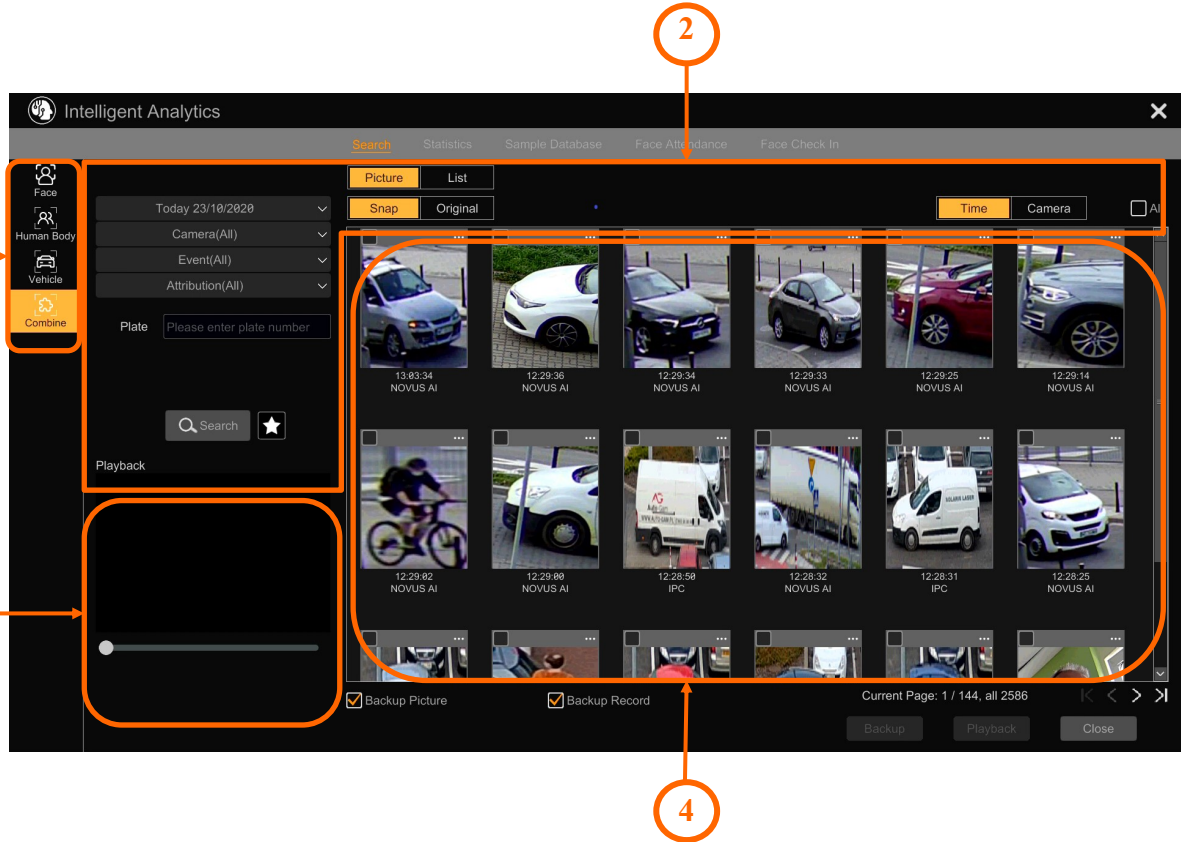 2
Intelligent Analytics
Search Statistics Sample Database Face Attendance Face Check In
Face
Human Body
Vehicle
Combine
Today 23/10/2020
Camera(All)
Event(All)
Attribution(All)
Plate Please enter plate number
Search
Playback
Picture List
Snap Original
Time Camera
13:03:34
NOVUS AI
12:29:36
NOVUS AI
12:29:34
NOVUS AI
12:29:33
NOVUS AI
12:29:25
NOVUS AI
12:29:14
NOVUS AI
12:29:02
NOVUS AI
12:29:00
NOVUS AI
AG
12:28:50
IPC
12:28:32
NOVUS AI
SOLARIS LASER
12:28:31
IPC
12:28:25
NOVUS AI
Backup Picture Backup Record Current Page: 1 / 144, all 2586
Backup Playback Close
4